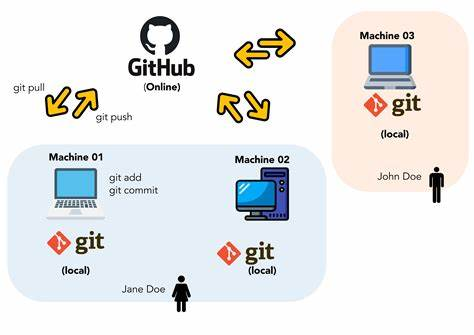 GitHub
(Online)
git pull
git push
Machine 03
git
(local)
John Doe
Machine 01
git add
git commit
git
(local)
Machine 02
git
(local)
Jane Doe